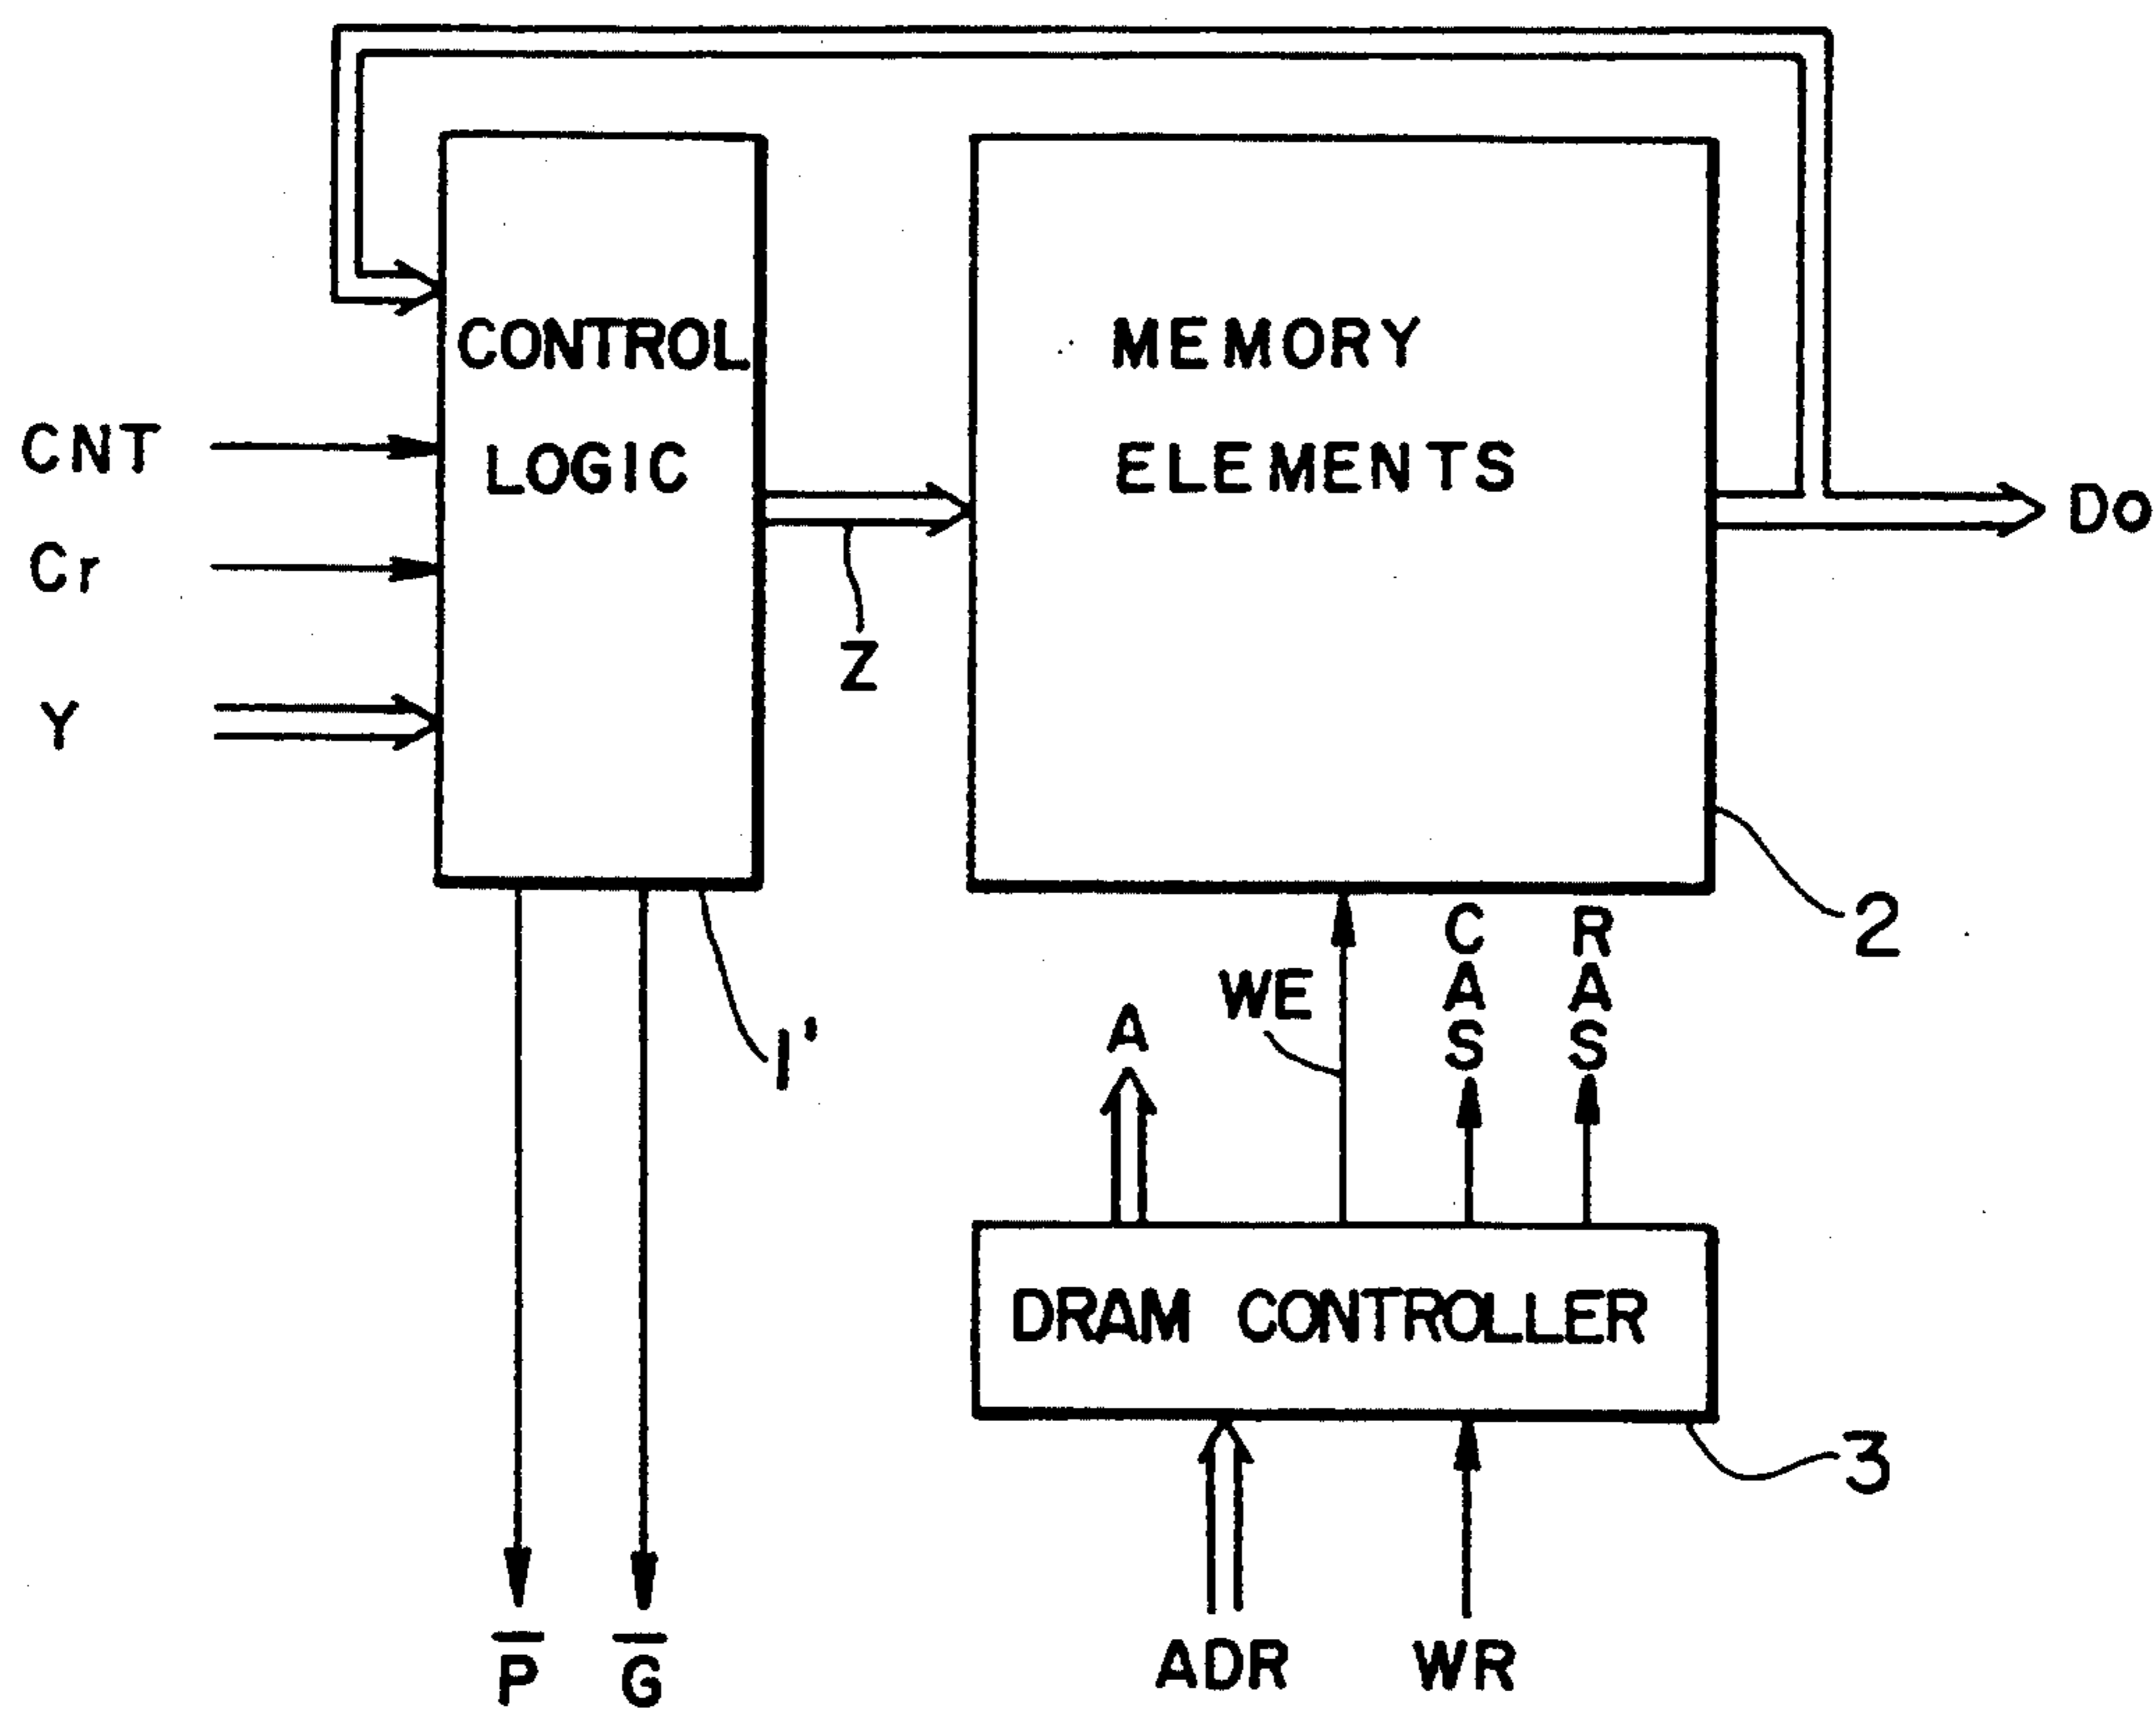 CONTROL
LOGIC
MEMORY
ELEMENTS
CNT
Cr
Y
Z
Do
2
1'
A
WE
CAS
RAS
DRAM CONTROLLER
3
P̅
G̅
ADR
WR